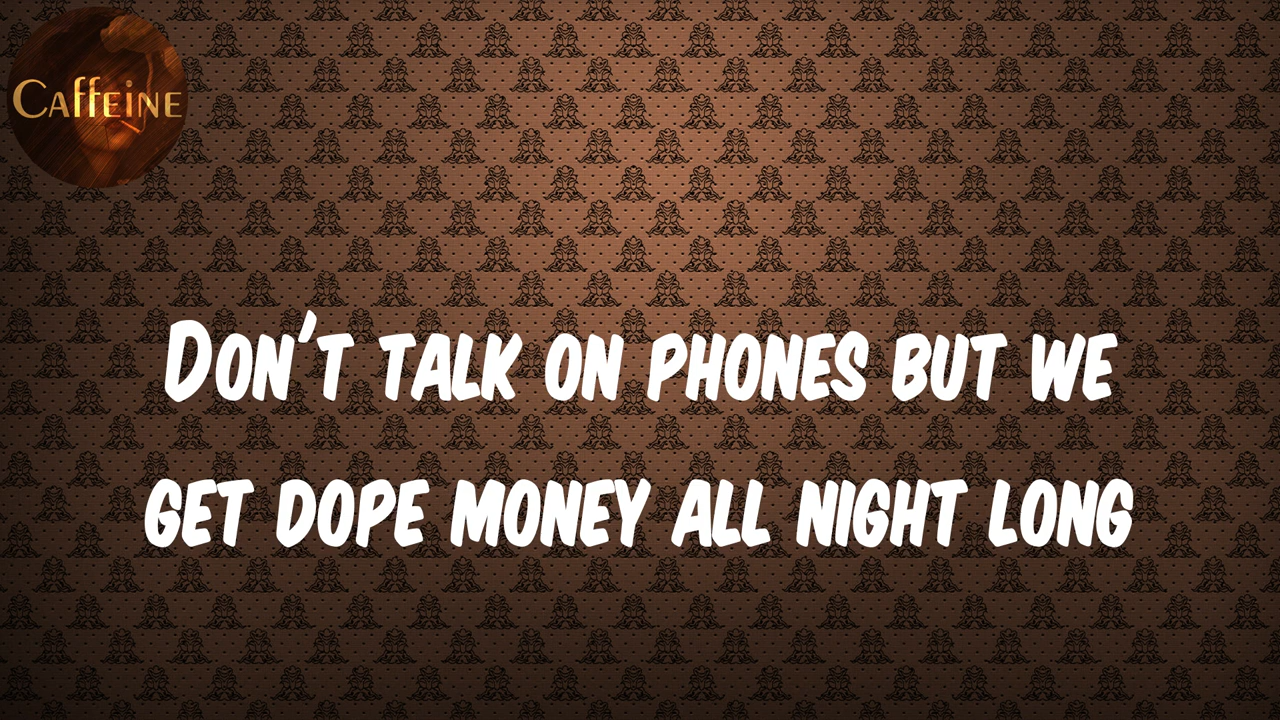 CaffEiNE
DON'T TALK ON PHONES BUT WE
GET DOPE MONEY ALL NIGHT LONG